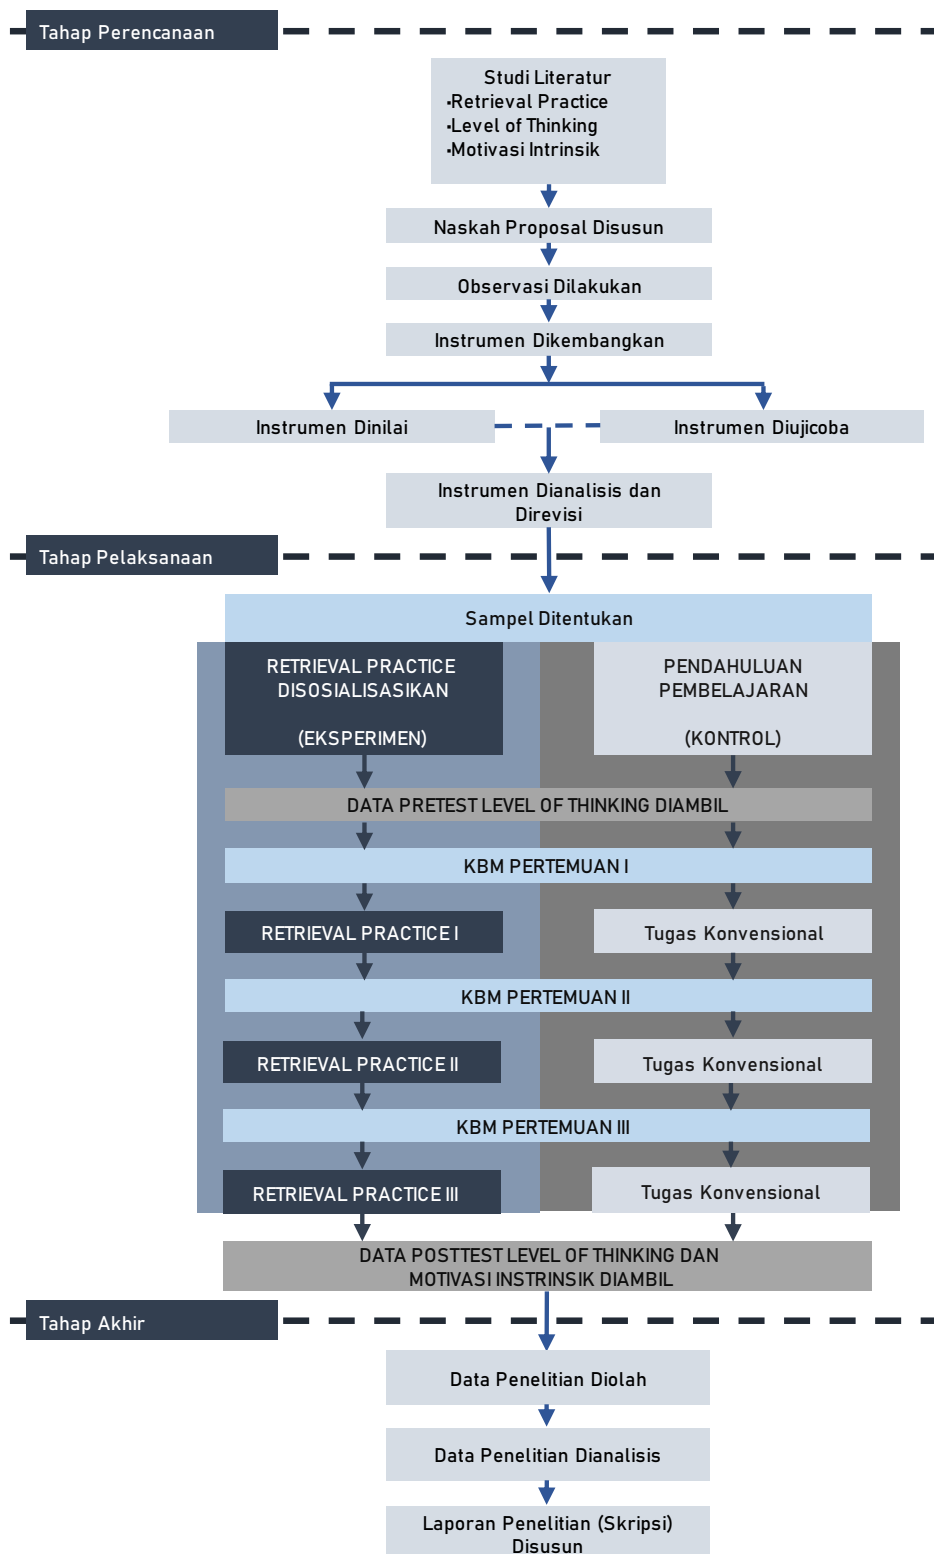 Tahap Perencanaan
Studi Literatur
▪Retrieval Practice
▪Level of Thinking
▪Motivasi Intrinsik
Naskah Proposal Disusun
Observasi Dilakukan
Instrumen Dikembangkan
Instrumen Dinilai
Instrumen Diujicoba
Instrumen Dianalisis dan
Direvisi
Tahap Pelaksanaan
Sampel Ditentukan
RETRIEVAL PRACTICE
DISOSIALISASIKAN
(EKSPERIMEN)
PENDAHULUAN
PEMBELAJARAN
(KONTROL)
DATA PRETEST LEVEL OF THINKING DIAMBIL
KBM PERTEMUAN I
RETRIEVAL PRACTICE I
Tugas Konvensional
KBM PERTEMUAN II
RETRIEVAL PRACTICE II
Tugas Konvensional
KBM PERTEMUAN III
RETRIEVAL PRACTICE III
Tugas Konvensional
DATA POSTTEST LEVEL OF THINKING DAN
MOTIVASI INSTRINSIK DIAMBIL
Tahap Akhir
Data Penelitian Diolah
Data Penelitian Dianalisis
Laporan Penelitian (Skripsi)
Disusun